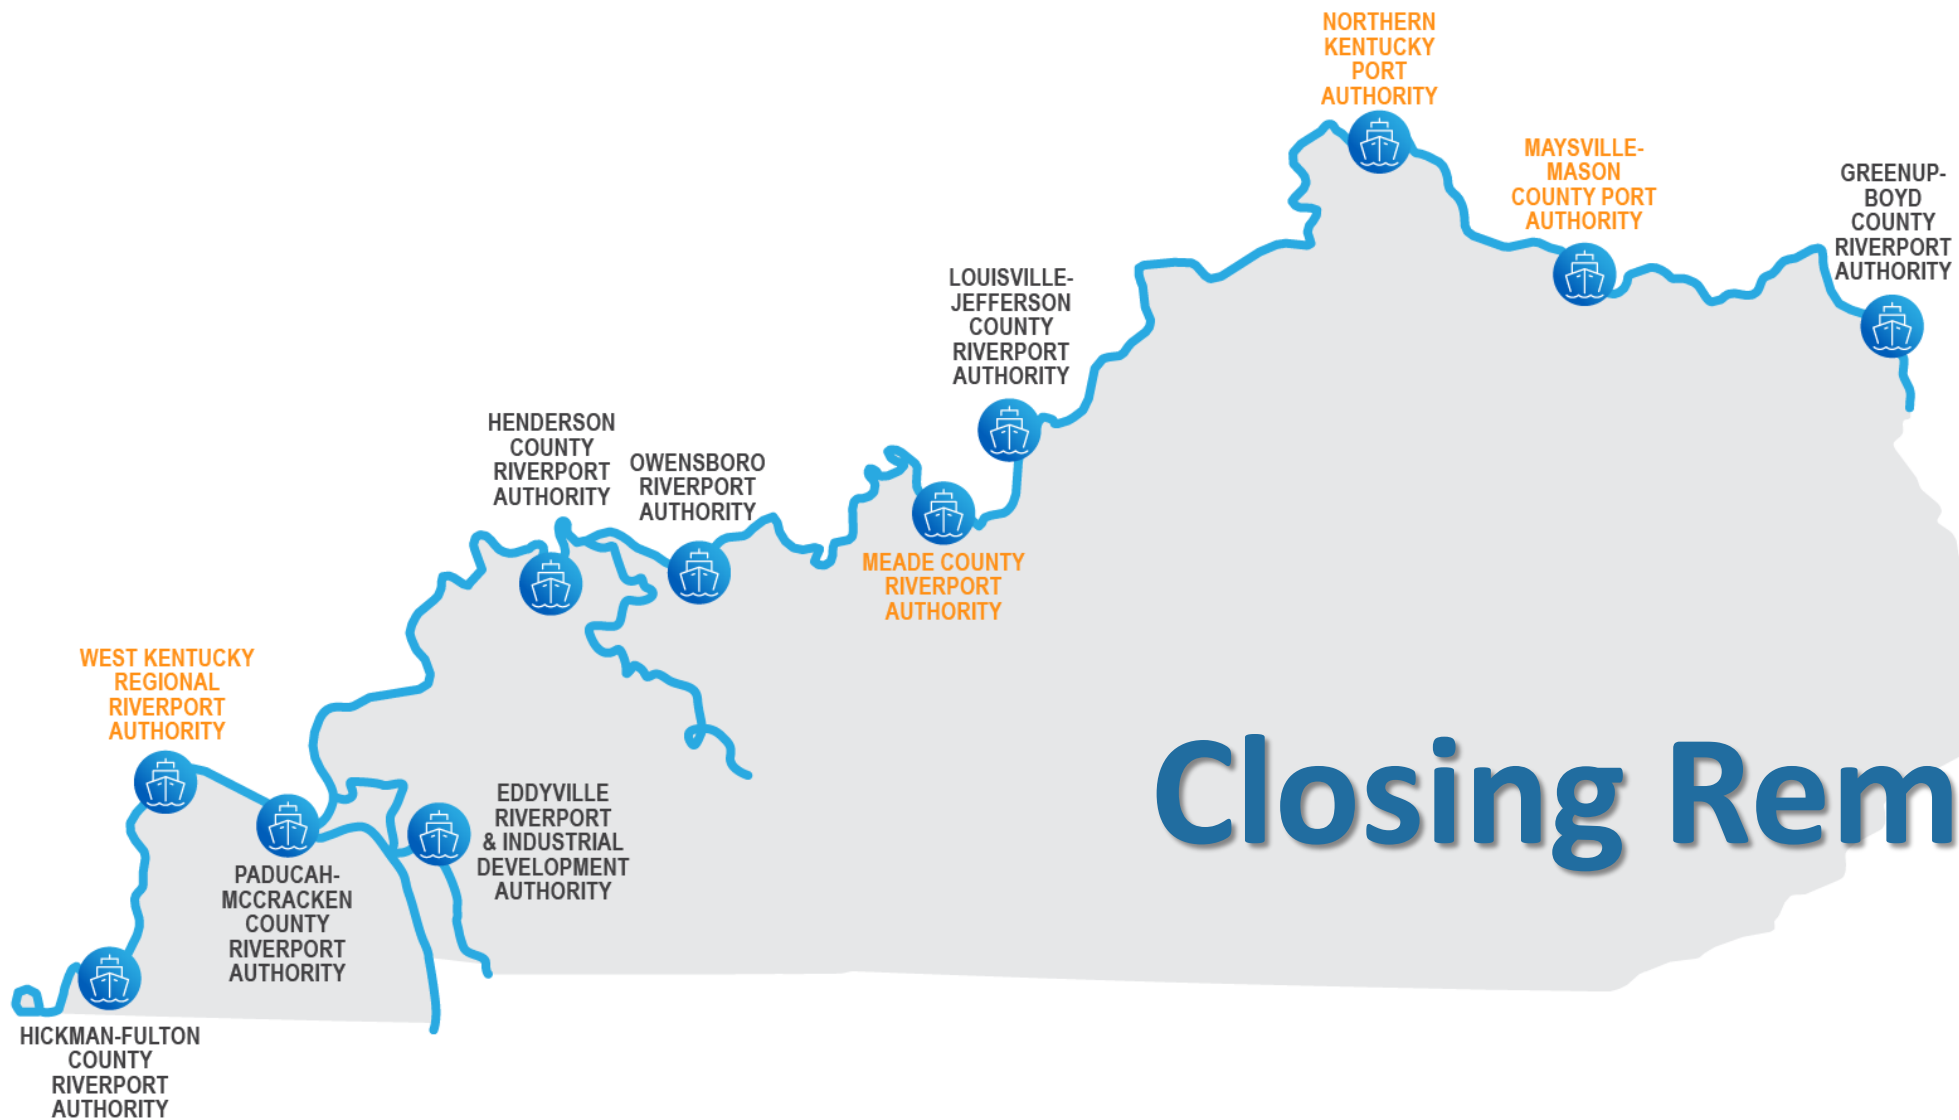 NORTHERN
KENTUCKY
PORT
AUTHORITY
MAYSVILLE-
MASON
COUNTY PORT
AUTHORITY
GREENUP-
BOYD
COUNTY
RIVERPORT
AUTHORITY
LOUISVILLE-
JEFFERSON
COUNTY
RIVERPORT
AUTHORITY
HENDERSON
COUNTY
RIVERPORT
AUTHORITY
OWENSBORO
RIVERPORT
AUTHORITY
MEADE COUNTY
RIVERPORT
AUTHORITY
WEST KENTUCKY
REGIONAL
RIVERPORT
AUTHORITY
EDDYVILLE
RIVERPORT
& INDUSTRIAL
DEVELOPMENT
AUTHORITY
PADUCAH-
MCCRACKEN
COUNTY
RIVERPORT
AUTHORITY
HICKMAN-FULTON
COUNTY
RIVERPORT
AUTHORITY
Closing Rem